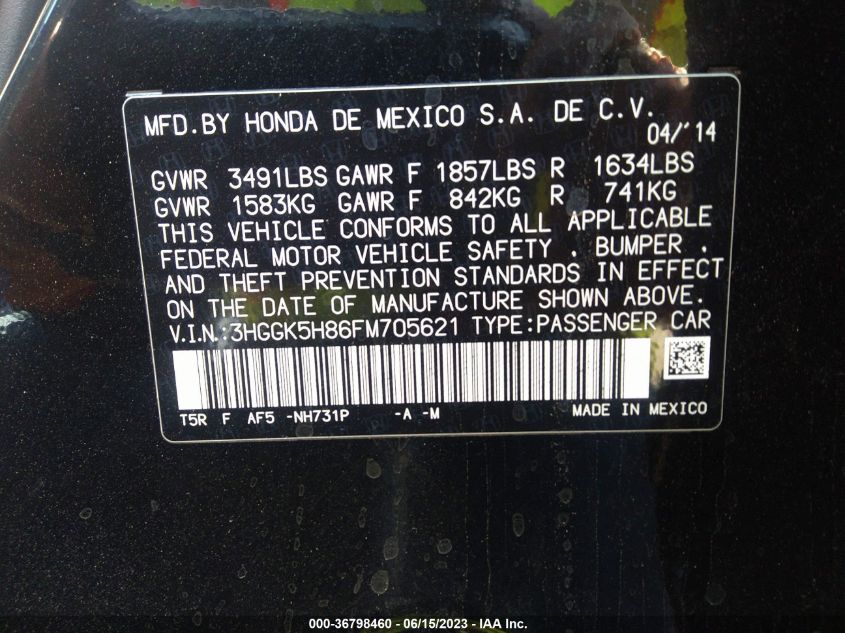 MFD.BY HONDA DE MEXICO S.A. DE C.V.
04/'14
GVWR 3491LBS GAWR F 1857LBS R 1634LBS
GVWR 1583KG GAWR F 842KG R 741KG
THIS VEHICLE CONFORMS TO ALL APPLICABLE
FEDERAL MOTOR VEHICLE SAFETY , BUMPER ,
AND THEFT PREVENTION STANDARDS IN EFFECT
ON THE DATE OF MANUFACTURE SHOWN ABOVE.
V.I.N.:3HGGK5H86FM705621 TYPE:PASSENGER CAR
T5R F AF5 -NH731P -A -M MADE IN MEXICO
000-36798460 - 06/15/2023 - IAA Inc.